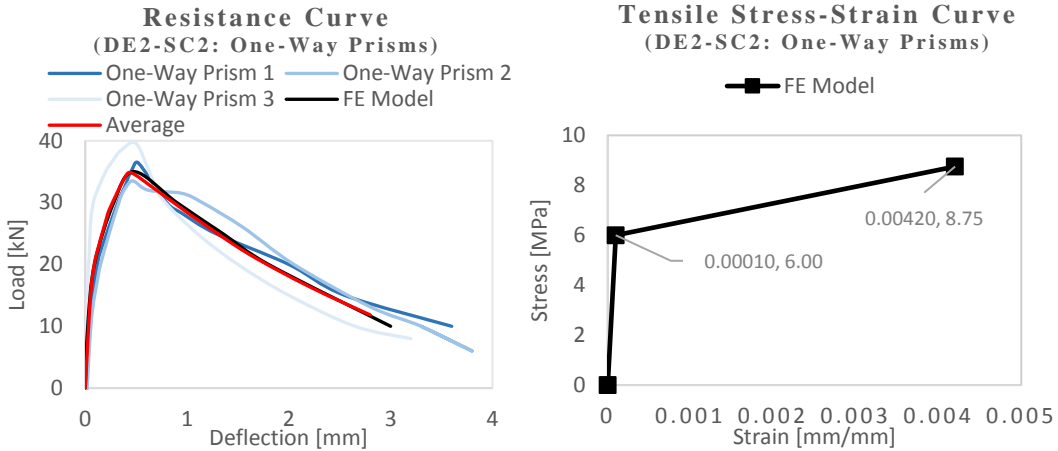 Resistance Curve
(DE2-SC2: One-Way Prisms)
One-Way Prism 1
One-Way Prism 2
One-Way Prism 3
FE Model
Average
40
30
20
10
0
Load [kN]
0 1 2 3 4
Deflection [mm]
Tensile Stress-Strain Curve
(DE2-SC2: One-Way Prisms)
FE Model
10
8
6
4
2
0
Stress [MPa]
0.00420, 8.75
0.00010, 6.00
0 0.001 0.002 0.003 0.004 0.005
Strain [mm/mm]